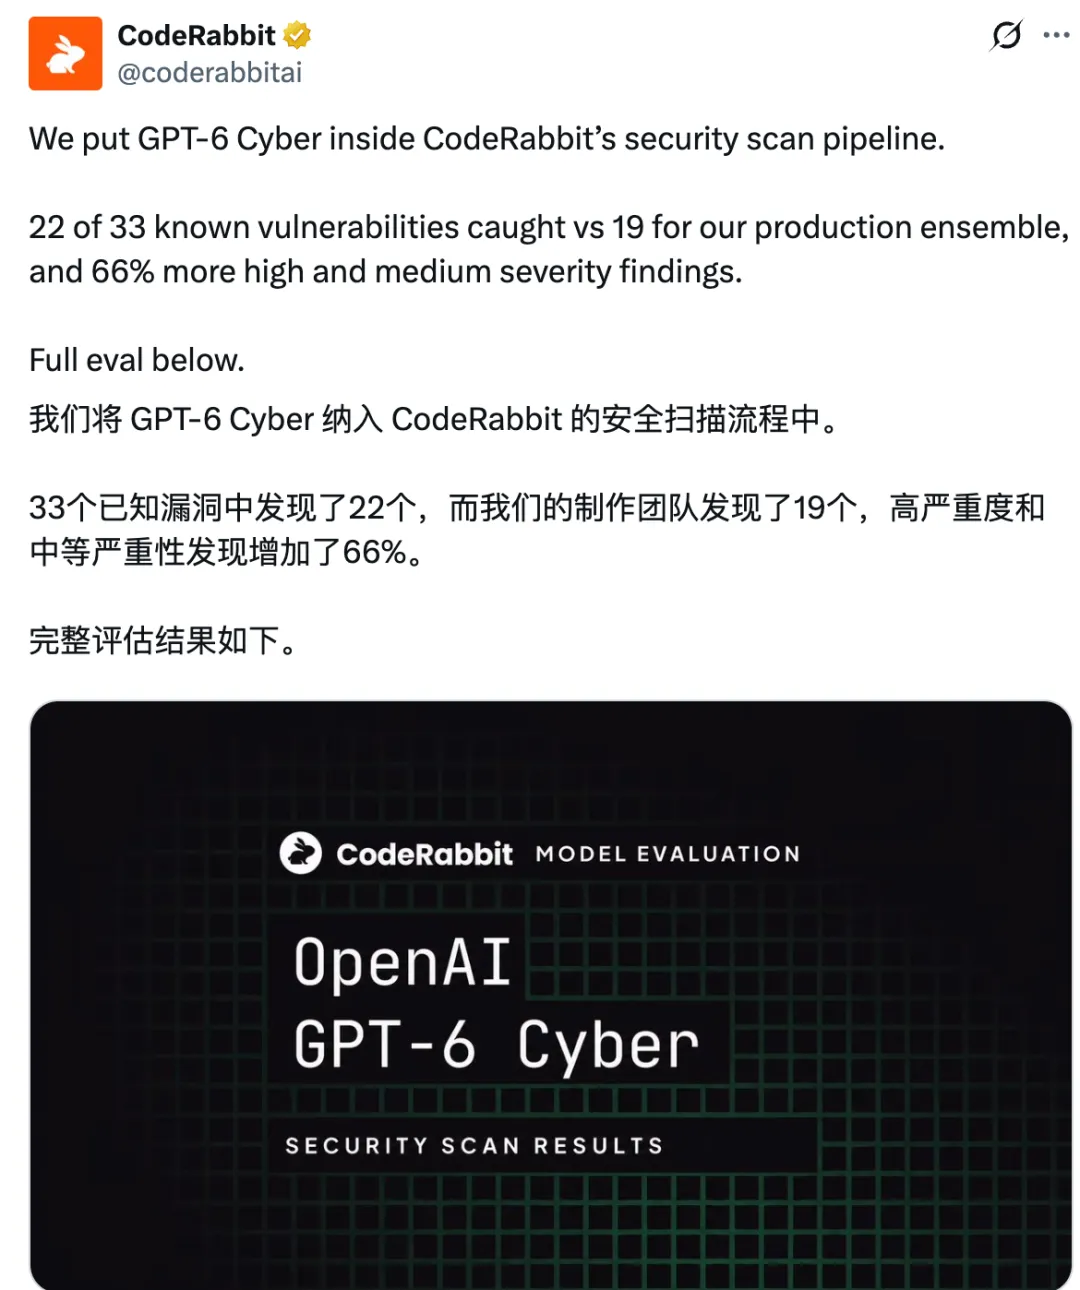 CodeRabbit
@coderabbitai
We put GPT-6 Cyber inside CodeRabbit’s security scan pipeline.
22 of 33 known vulnerabilities caught vs 19 for our production ensemble,
and 66% more high and medium severity findings.
Full eval below.
我们将 GPT-6 Cyber 纳入 CodeRabbit 的安全扫描流程中。
33个已知漏洞中发现了22个，而我们的制作团队发现了19个，高严重度和
中等严重性发现增加了66%。
完整评估结果如下。
CodeRabbit MODEL EVALUATION
OpenAI
GPT-6 Cyber
SECURITY SCAN RESULTS